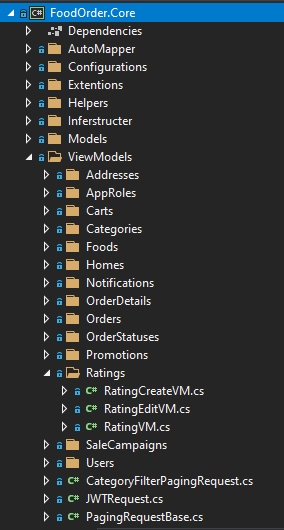 C# FoodOrder.Core
Dependencies
AutoMapper
Configurations
Extentions
Helpers
Inferstructer
Models
ViewModels
Addresses
AppRoles
Carts
Categories
Foods
Homes
Notifications
OrderDetails
Orders
OrderStatuses
Promotions
Ratings
C# RatingCreateVM.cs
C# RatingEditVM.cs
C# RatingVM.cs
SaleCampaigns
Users
C# CategoryFilterPagingRequest.cs
C# JWTRequest.cs
C# PagingRequestBase.cs